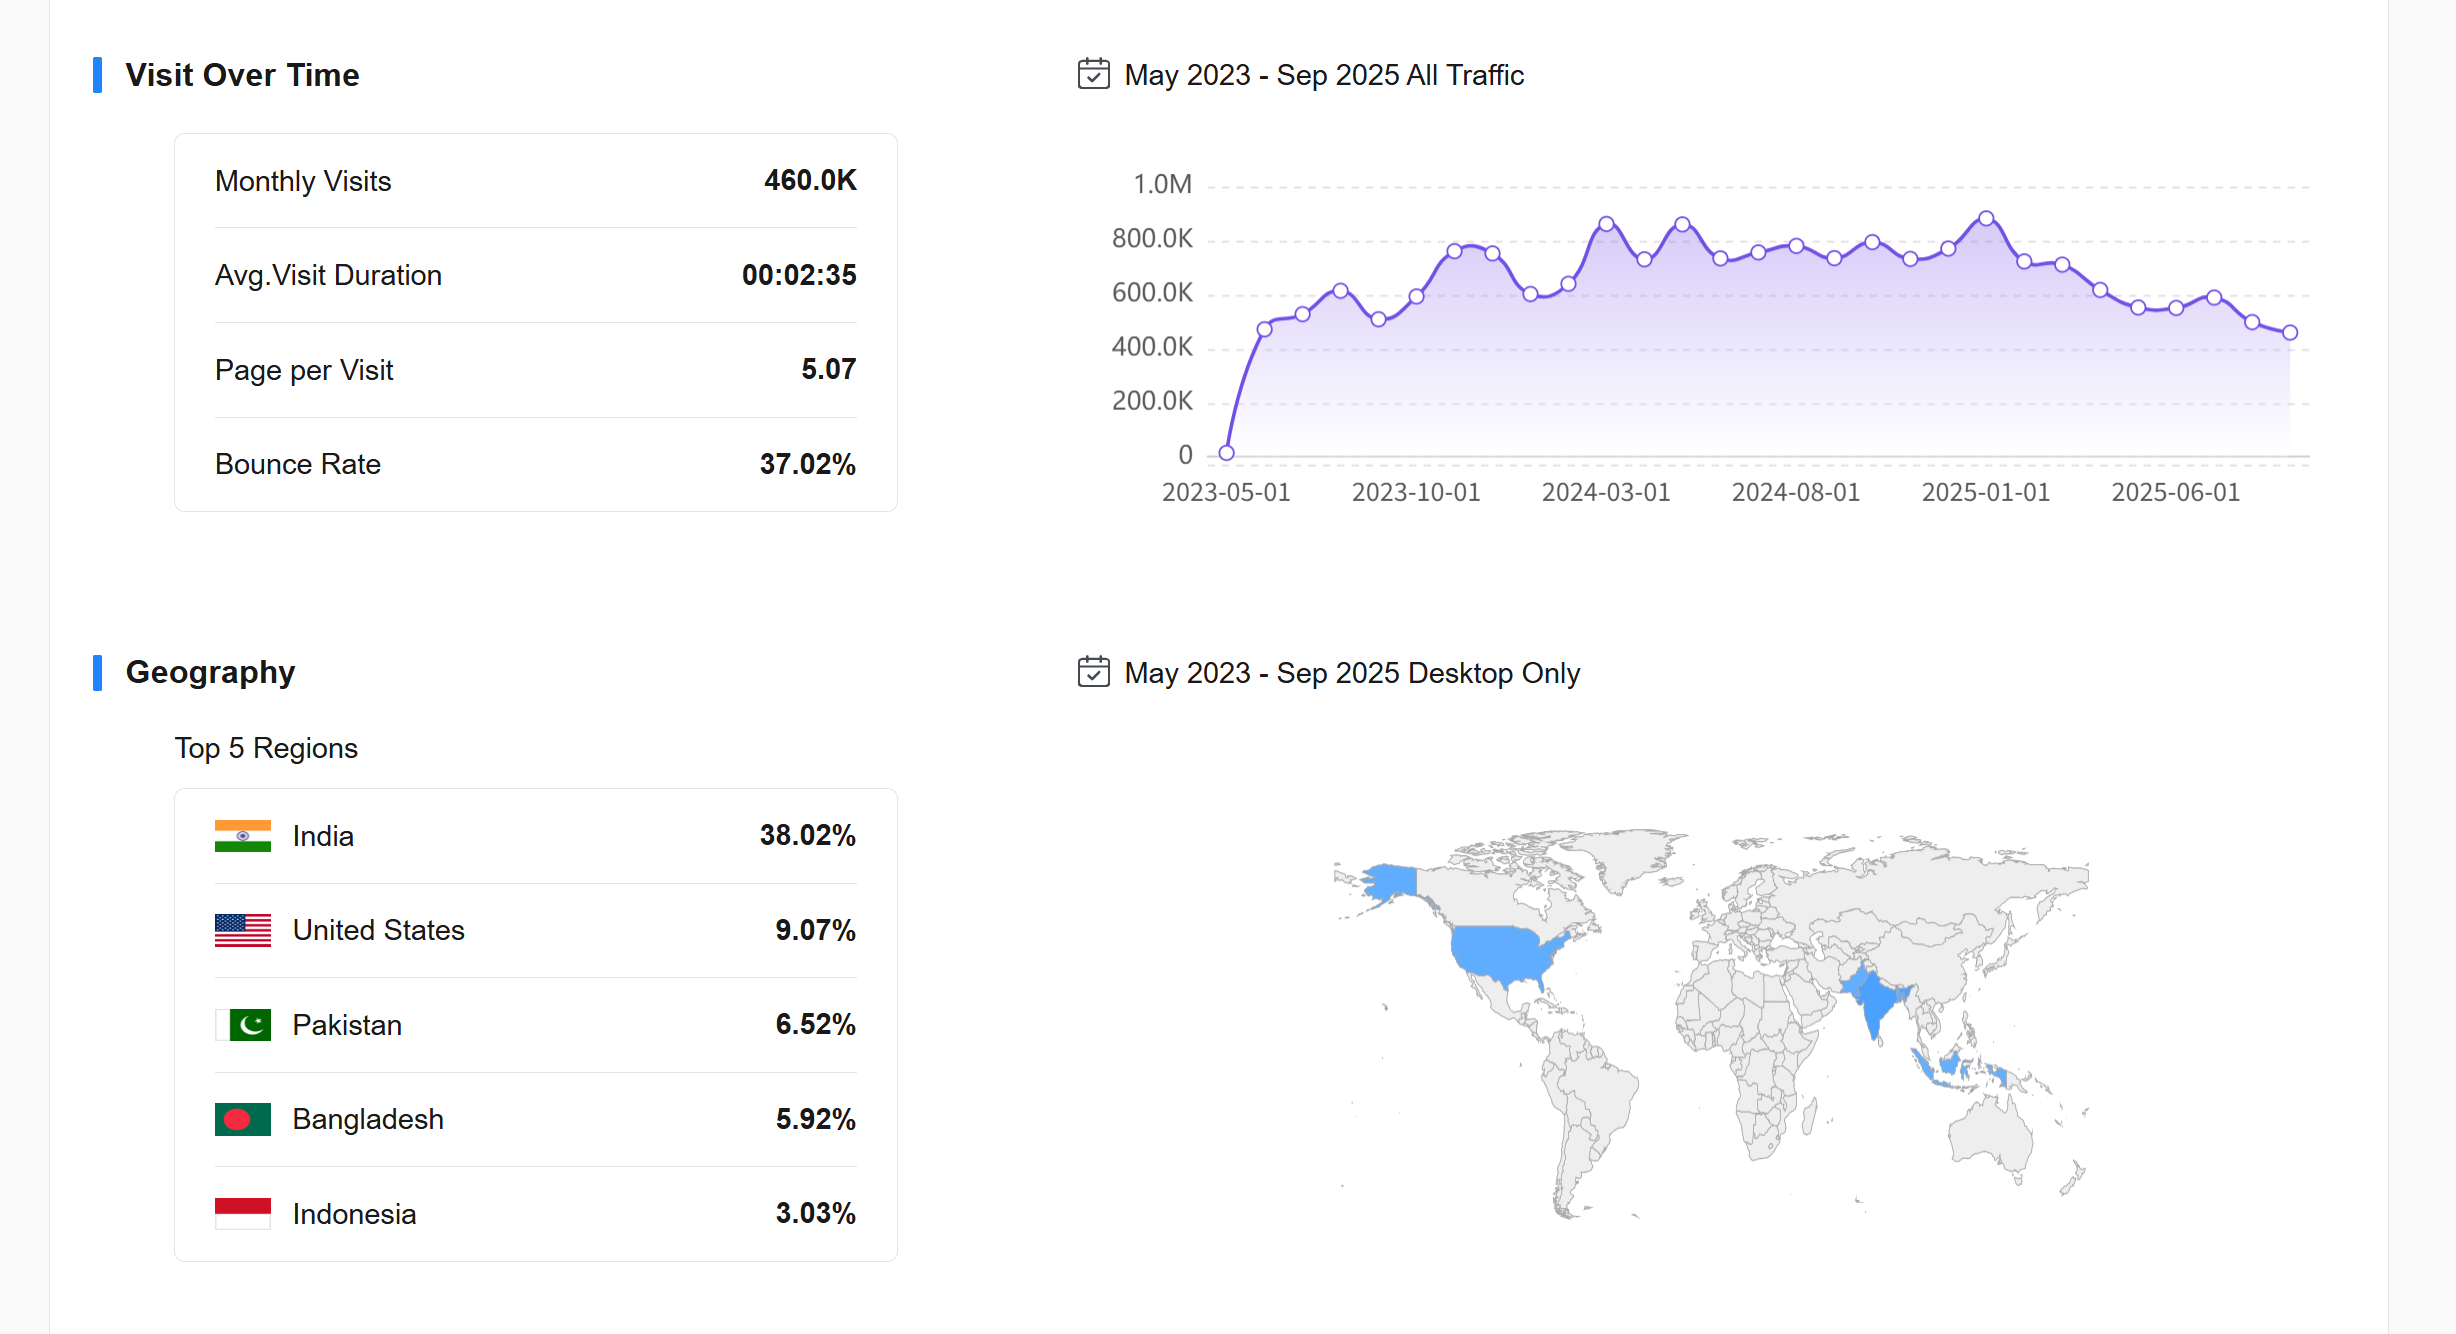 Visit Over Time
May 2023 - Sep 2025 All Traffic
Monthly Visits 460.0K
Avg.Visit Duration 00:02:35
Page per Visit 5.07
Bounce Rate 37.02%
1.0M
800.0K
600.0K
400.0K
200.0K
0
2023-05-01 2023-10-01 2024-03-01 2024-08-01 2025-01-01 2025-06-01
Geography
May 2023 - Sep 2025 Desktop Only
Top 5 Regions
India 38.02%
United States 9.07%
Pakistan 6.52%
Bangladesh 5.92%
Indonesia 3.03%